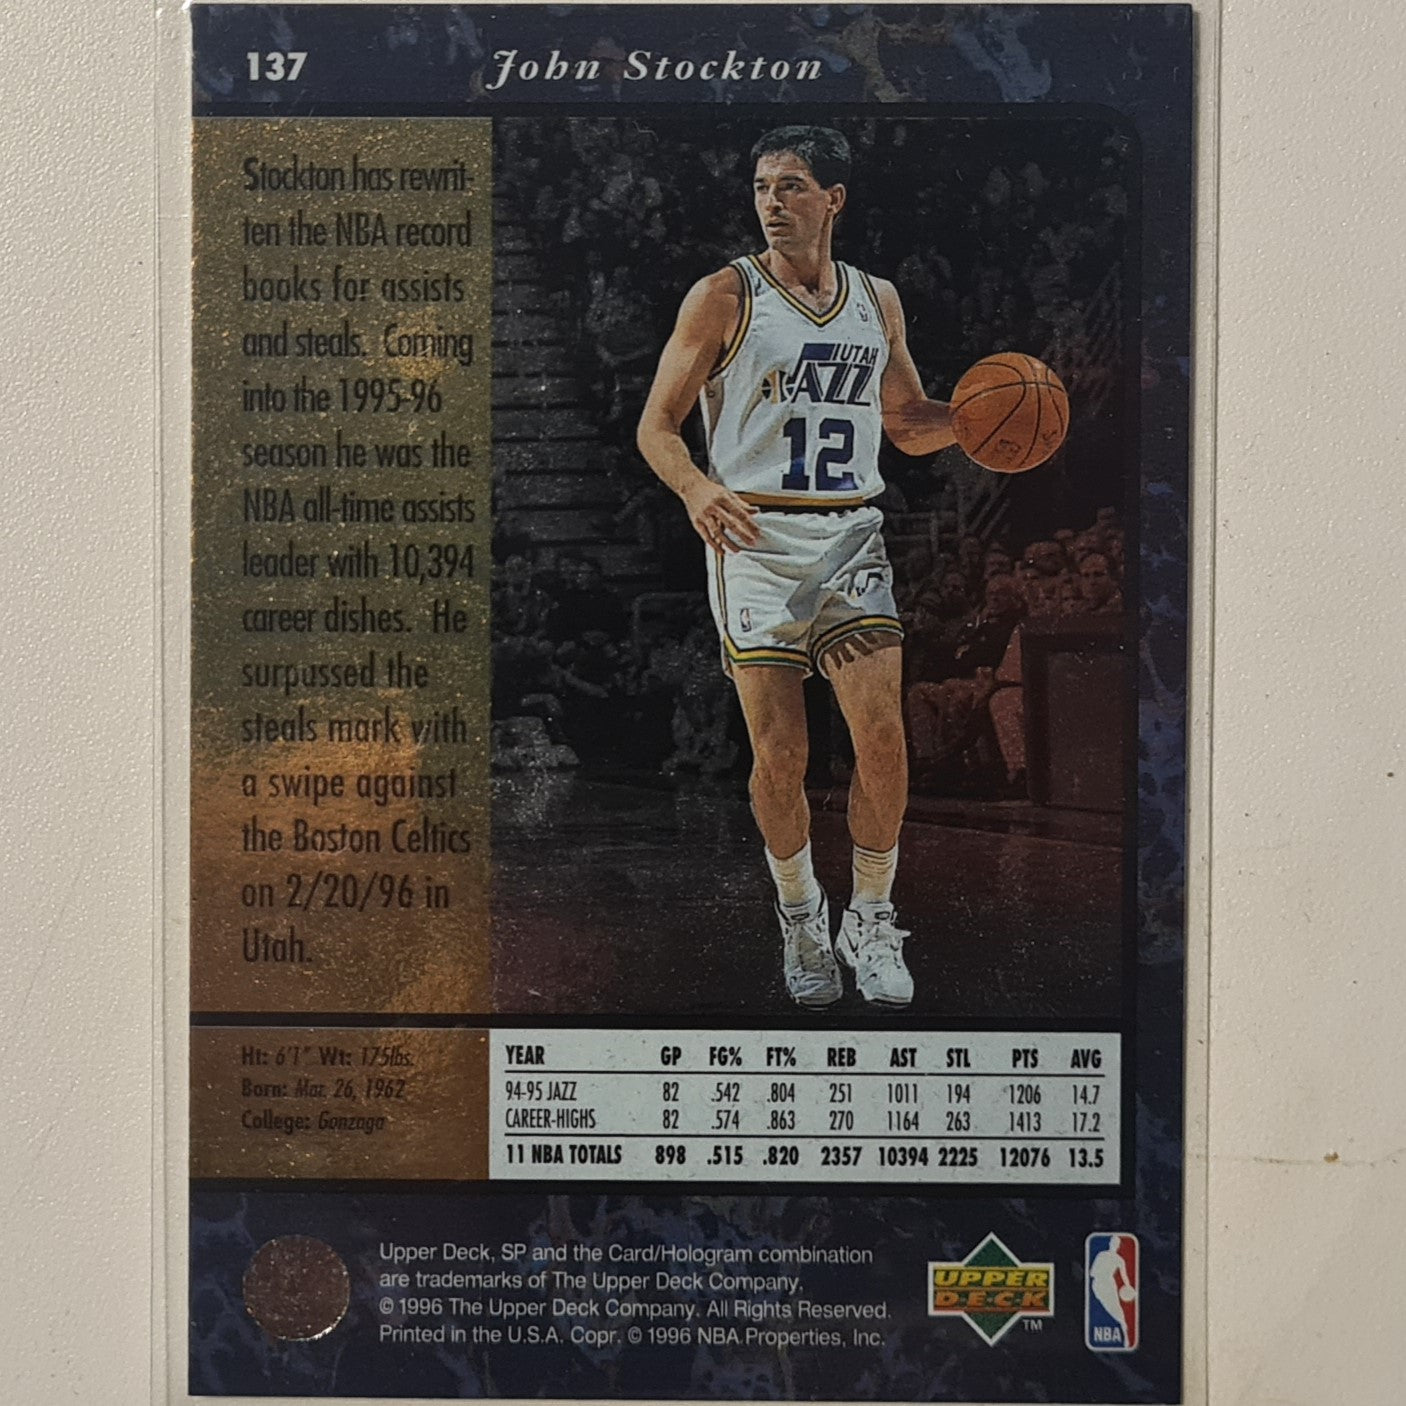 137
John Stockton
Stockton has rewrit-
ten the NBA record
books for assists
and steals. Coming
into the 1995-96
season he was the
NBA all-time assists
leader with 10,394
career dishes. He
surpassed the
steals mark with
a swipe against
the Boston Celtics
on 2/20/96 in
Utah.
UTAH
JAZZ
12
Ht: 6'1" Wt: 175lbs.
Born: Mar. 26, 1962
College: Gonzaga
YEAR GP FG% FT% REB AST STL PTS AVG
94-95 JAZZ 82 .542 .804 251 1011 194 1206 14.7
CAREER-HIGHS 82 .574 .863 270 1164 263 1413 17.2
11 NBA TOTALS 898 .515 .820 2357 10394 2225 12076 13.5
Upper Deck, SP and the Card/Hologram combination
are trademarks of The Upper Deck Company.
© 1996 The Upper Deck Company. All Rights Reserved.
Printed in the U.S.A. Copr. © 1996 NBA Properties, Inc.
UPPER
DECK
TM
NBA